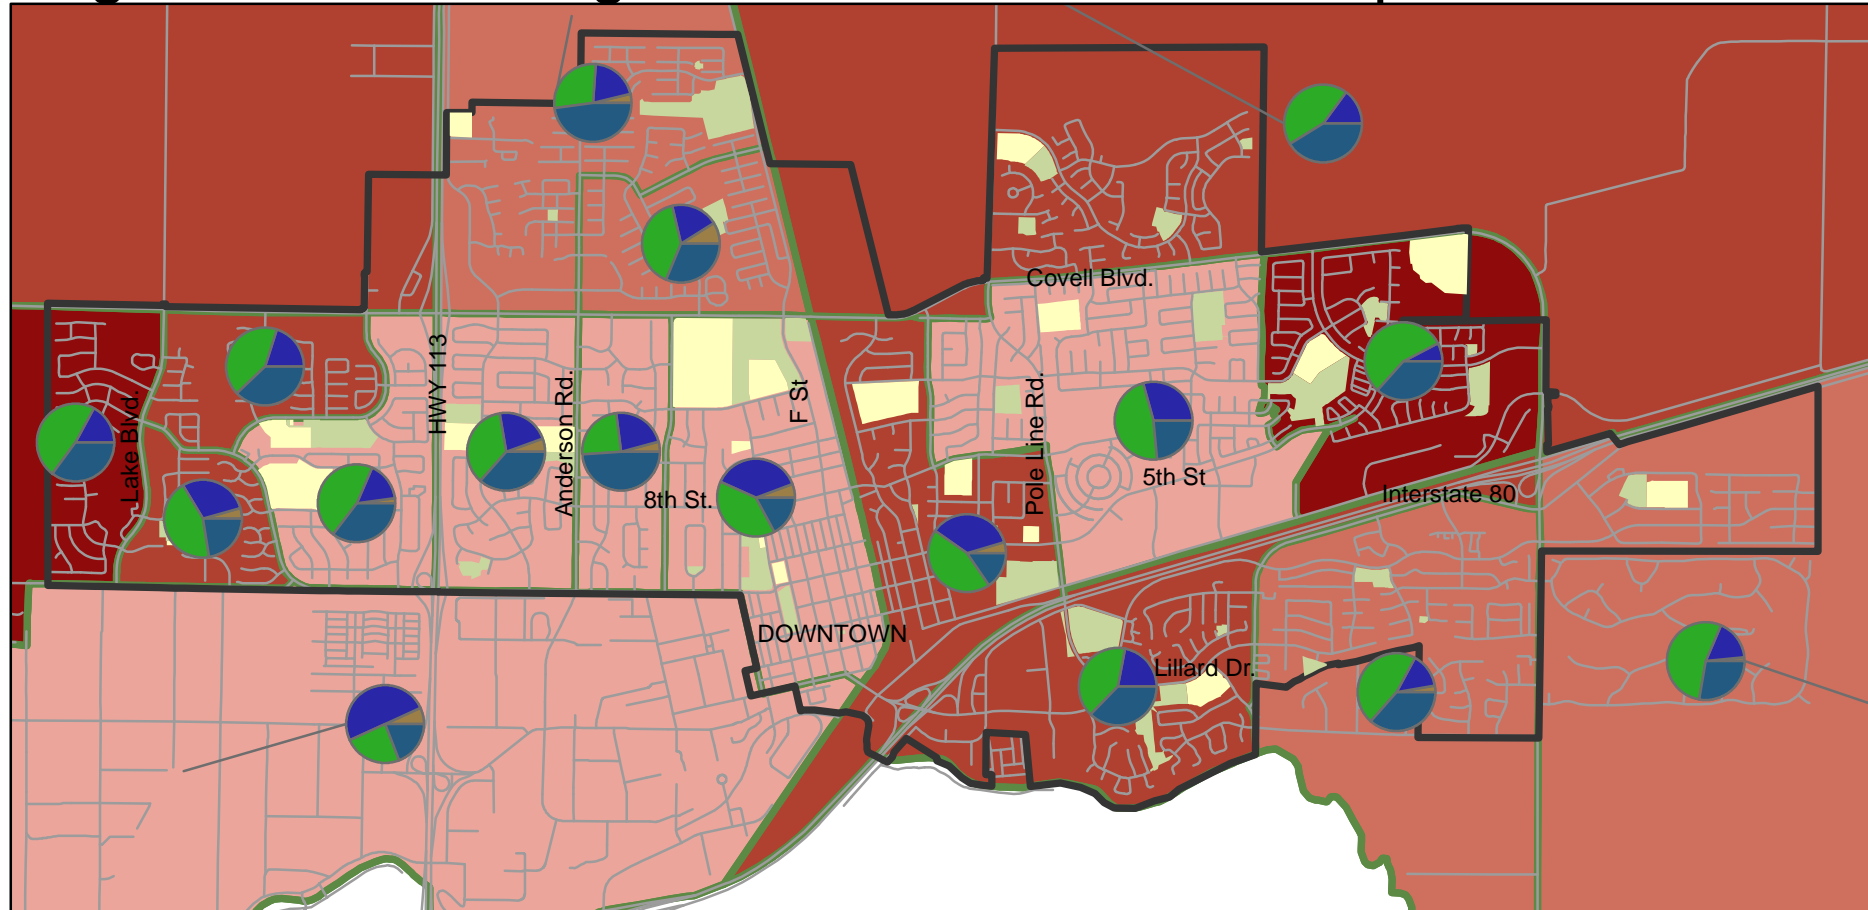 Covell Blvd.
HWY 113
F St
Lake Blvd.
Anderson Rd.
Pole Line Rd.
8th St.
5th St
Interstate 80
DOWNTOWN
Lillard Dr.